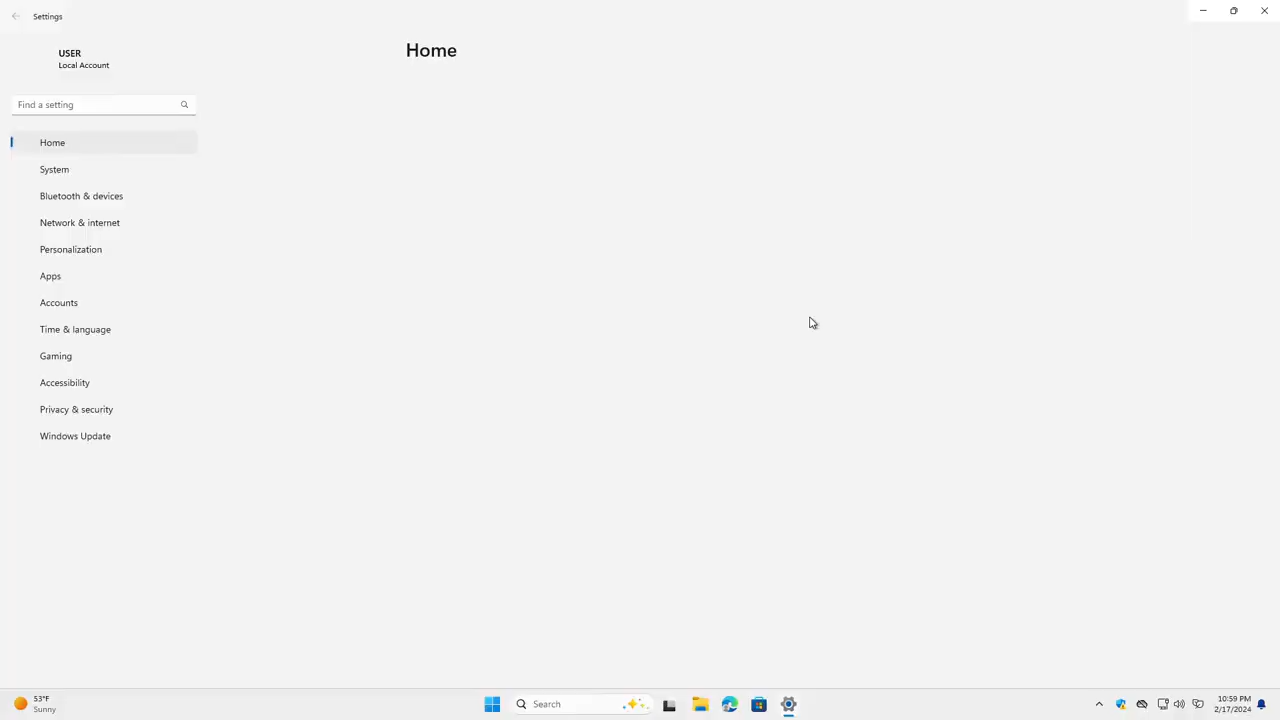 Settings
USER
Local Account
Find a setting
Home
Home
System
Bluetooth & devices
Network & internet
Personalization
Apps
Accounts
Time & language
Gaming
Accessibility
Privacy & security
Windows Update
53°F
Sunny
Search
10:59 PM
2/17/2024